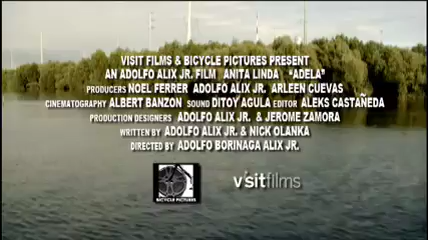 VISIT FILMS & BICYCLE PICTURES PRESENT
AN ADOLFO ALIX JR. FILM ANITA LINDA "ADELA"
PRODUCERS NOEL FERRER ADOLFO ALIX JR. ARLEEN CUEVAS
CINEMATOGRAPHY ALBERT BANZON SOUND DITOY AGUILA EDITOR ALEKS CASTAÑEDA
PRODUCTION DESIGNERS ADOLFO ALIX JR. & JEROME ZAMORA
WRITTEN BY ADOLFO ALIX JR. & NICK OLANKA
DIRECTED BY ADOLFO BORINAGA ALIX JR.
BICYCLE PICTURES
visitfilms